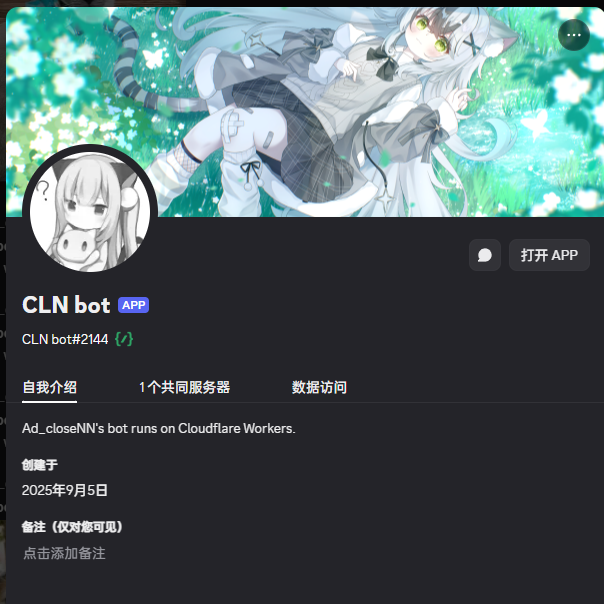 打开 APP
CLN bot APP
CLN bot#2144
自我介绍 1个共同服务器 数据访问
Ad_closeNN's bot runs on Cloudflare Workers.
创建于
2025年9月5日
备注（仅对您可见）
点击添加备注